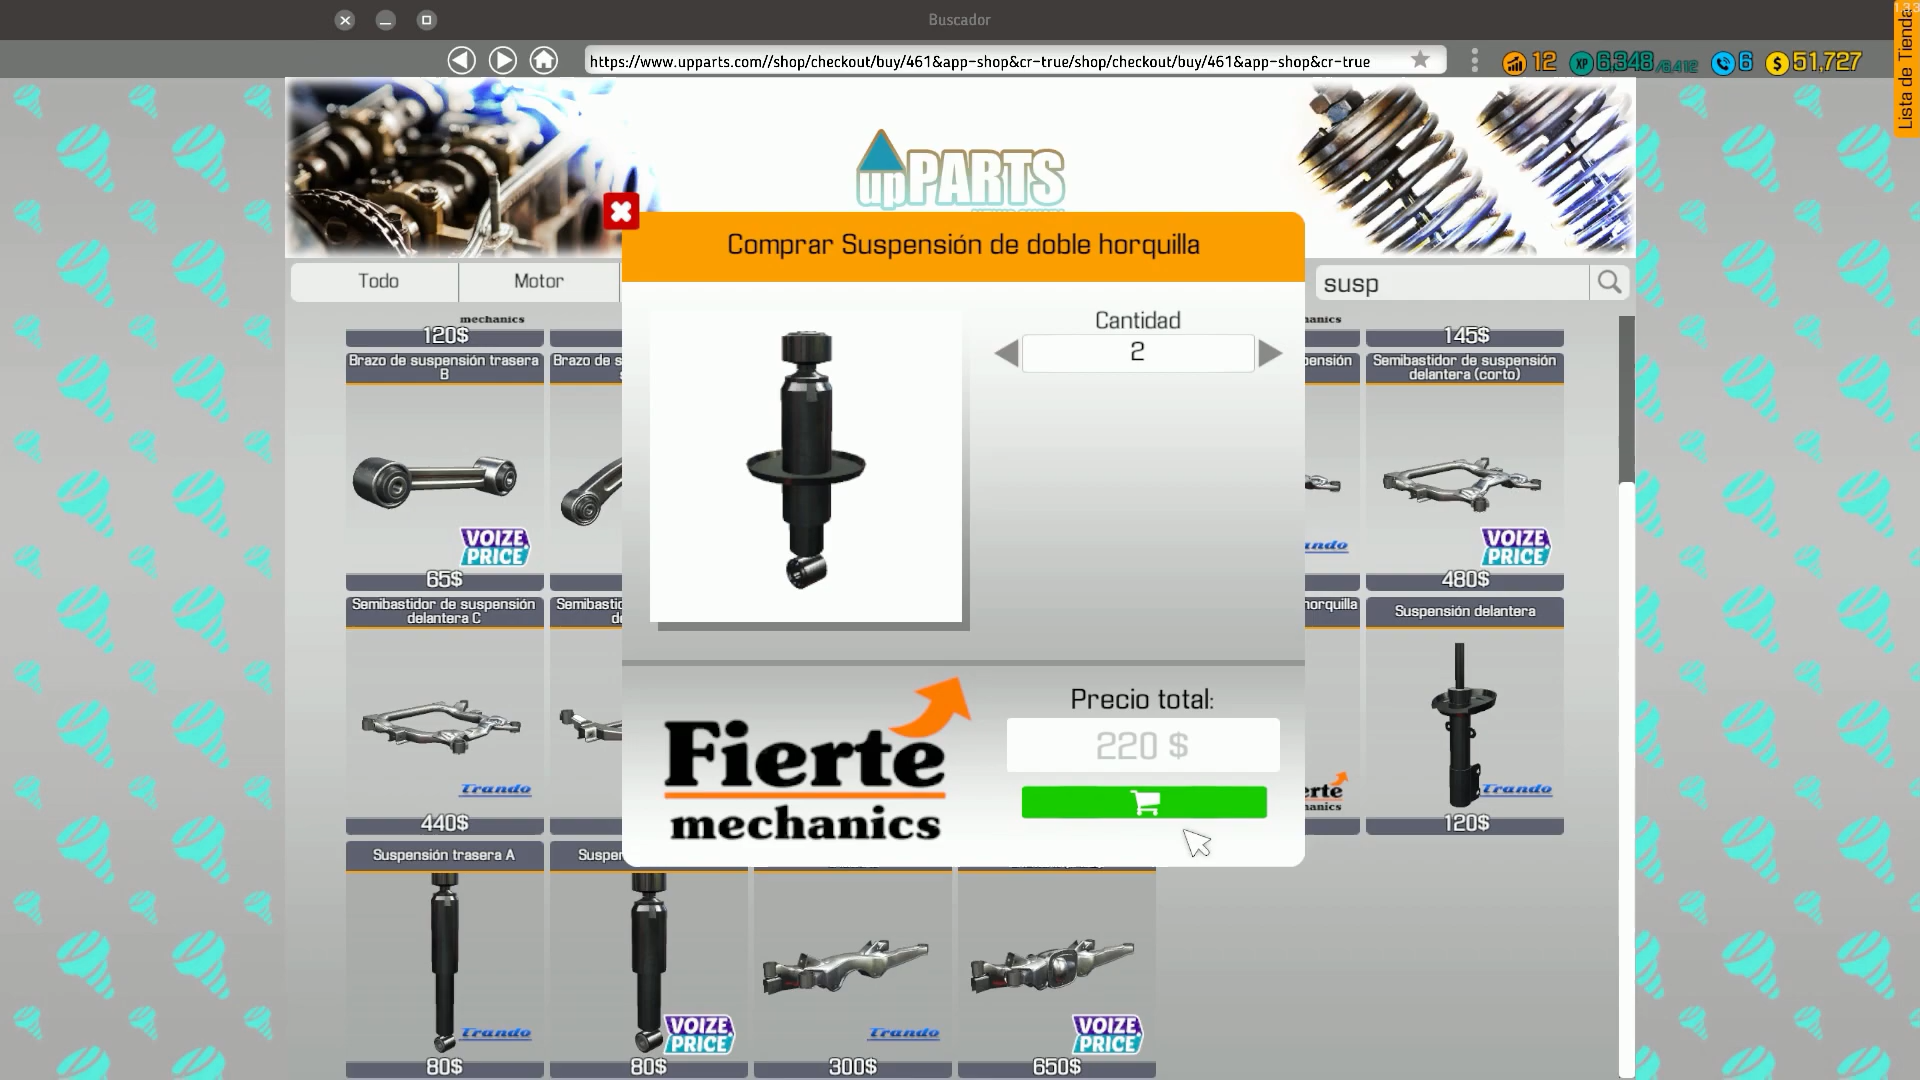 Buscador
https://www.upparts.com//shop/checkout/buy/461&app-shop&cr-true/shop/checkout/buy/461&app-shop&cr-true
12
XP 6,348/6,412
6
$ 51,727
Lista de Tienda
upPARTS
Comprar Suspensión de doble horquilla
Todo
Motor
susp
Cantidad
2
mechanics
120$
145$
Brazo de suspensión trasera
B
Brazo de s
Semibastidor de suspensión
delantera (corto)
VOIZE
PRICE
VOIZE
PRICE
65$
480$
Semibastidor de suspensión
delantera C
Semibastid
horquilla
Suspensión delantera
Fierte
mechanics
Precio total:
220 $
Trando
Trando
440$
120$
Suspensión trasera A
Suspen
Trando
VOIZE
PRICE
Trando
VOIZE
PRICE
80$
80$
300$
650$